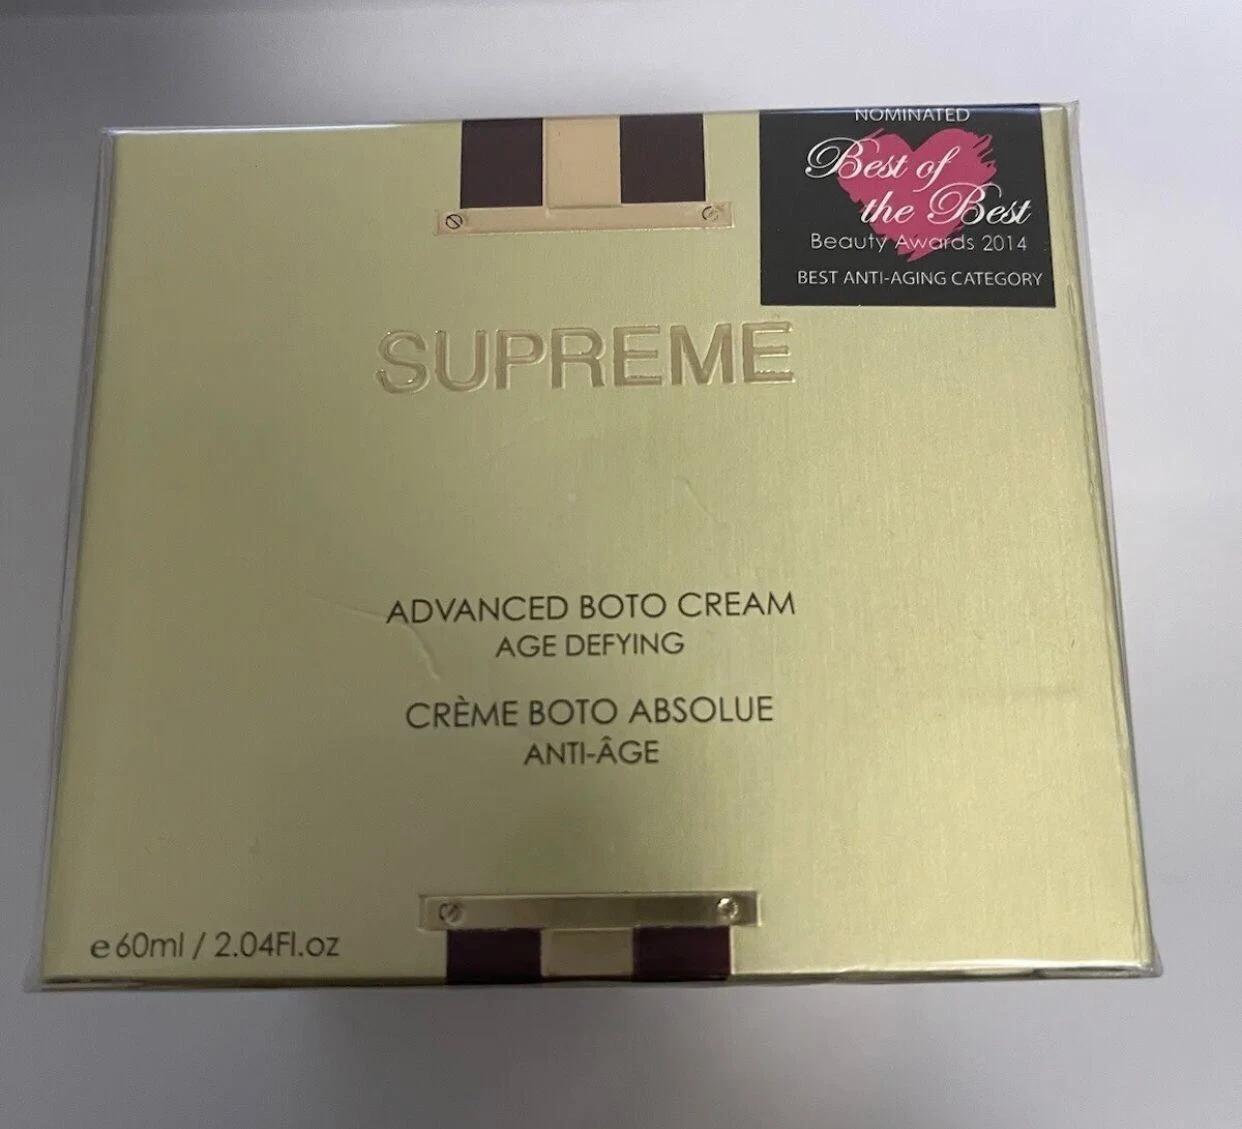 NOMINATED
Best of
the Best
Beauty Awards 2014
BEST ANTI-AGING CATEGORY
SUPREME
ADVANCED BOTO CREAM
AGE DEFYING
CRÈME BOTO ABSOLUE
ANTI-ÂGE
e 60ml / 2.04Fl.oz